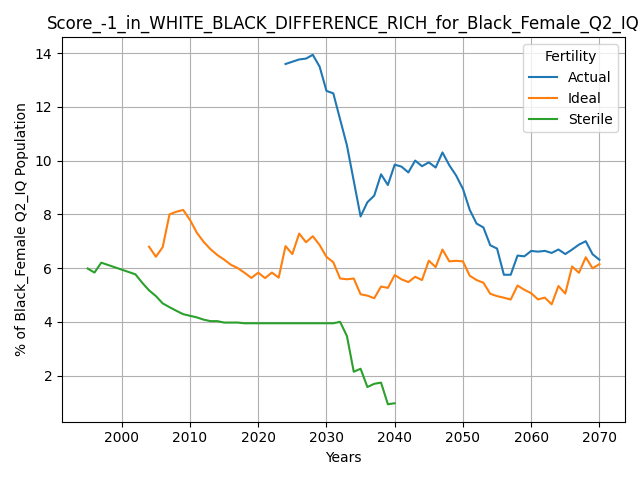 Score_-1_in_WHITE_BLACK_DIFFERENCE_RICH_for_Black_Female_Q2_IQ
Fertility
Actual
Ideal
Sterile
14
12
10
8
6
4
2
% of Black_Female Q2_IQ Population
2000 2010 2020 2030 2040 2050 2060 2070
Years